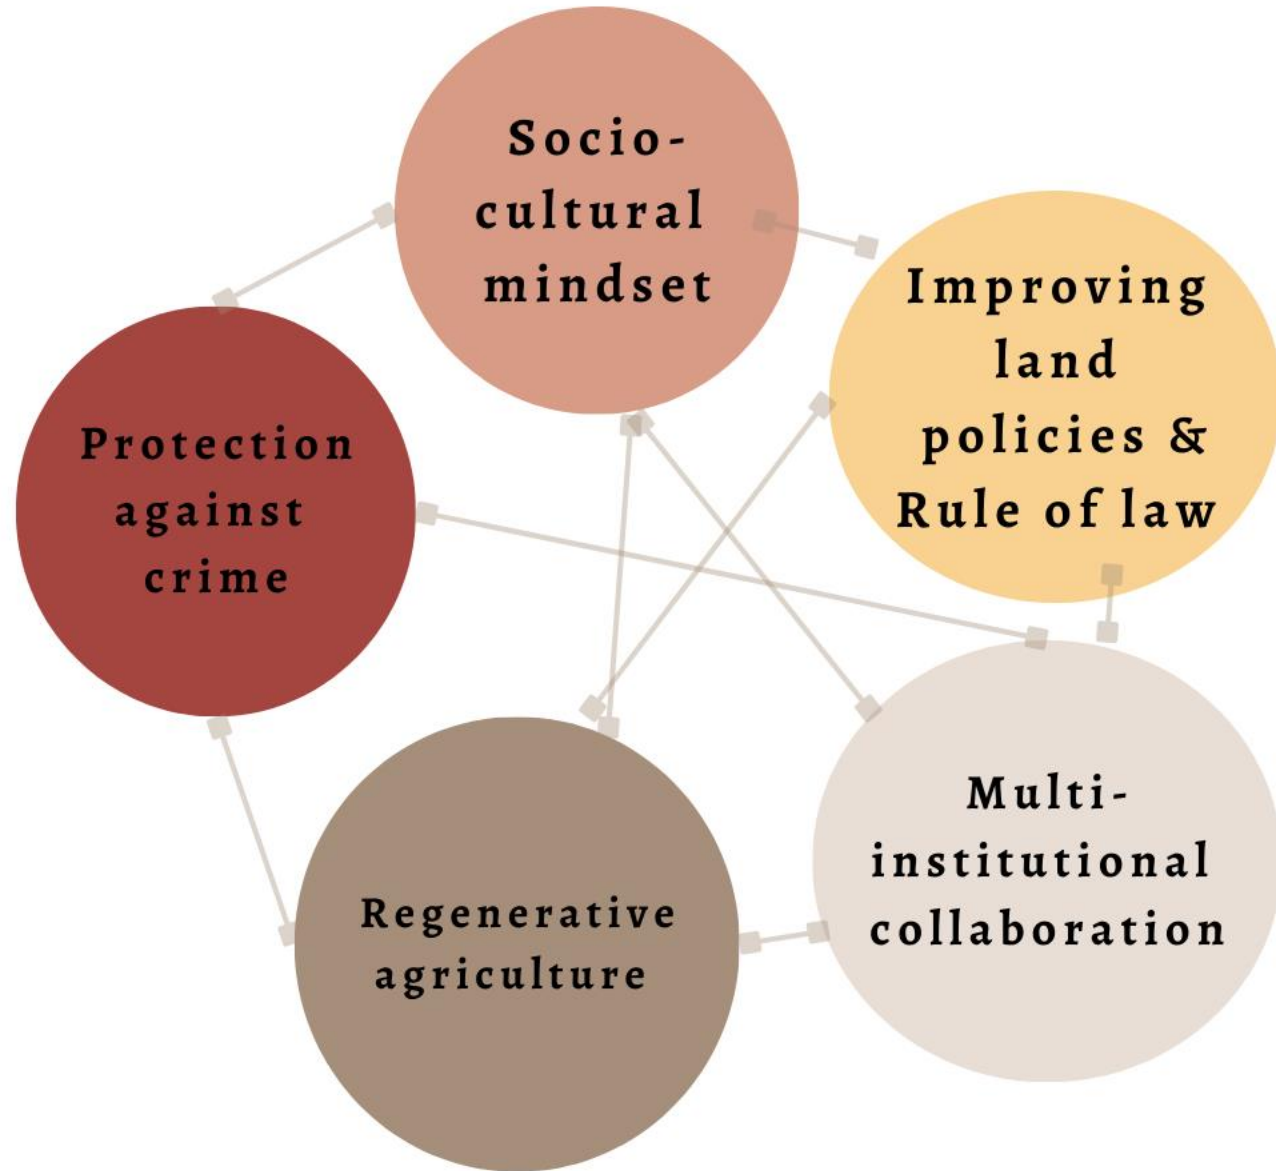 Socio-
cultural
mindset
Improving
land
policies &
Rule of law
Protection
against
crime
Multi-
institutional
collaboration
Regenerative
agriculture